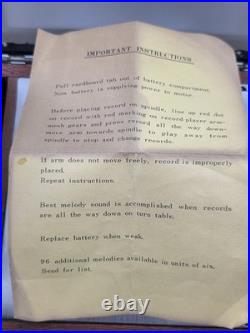 IMPORTANT INSTRUCTIONS
Pull cardboard tab out of battery compartment.
Now battery is supplying power to motor.
Before placing record on spindle, line up red dot
on record with red marking on record player arm-
mesh gears and press record all the way down-
move arm towards spindle to play away from
spindle to stop and change records.
If arm does not move freely, record is improperly
placed.
Repeat instructions.
Best melody sound is accomplished when records
are all the way down on turn table.
Replace battery when weak.
96 additional melodies available in units of six.
Send for list.